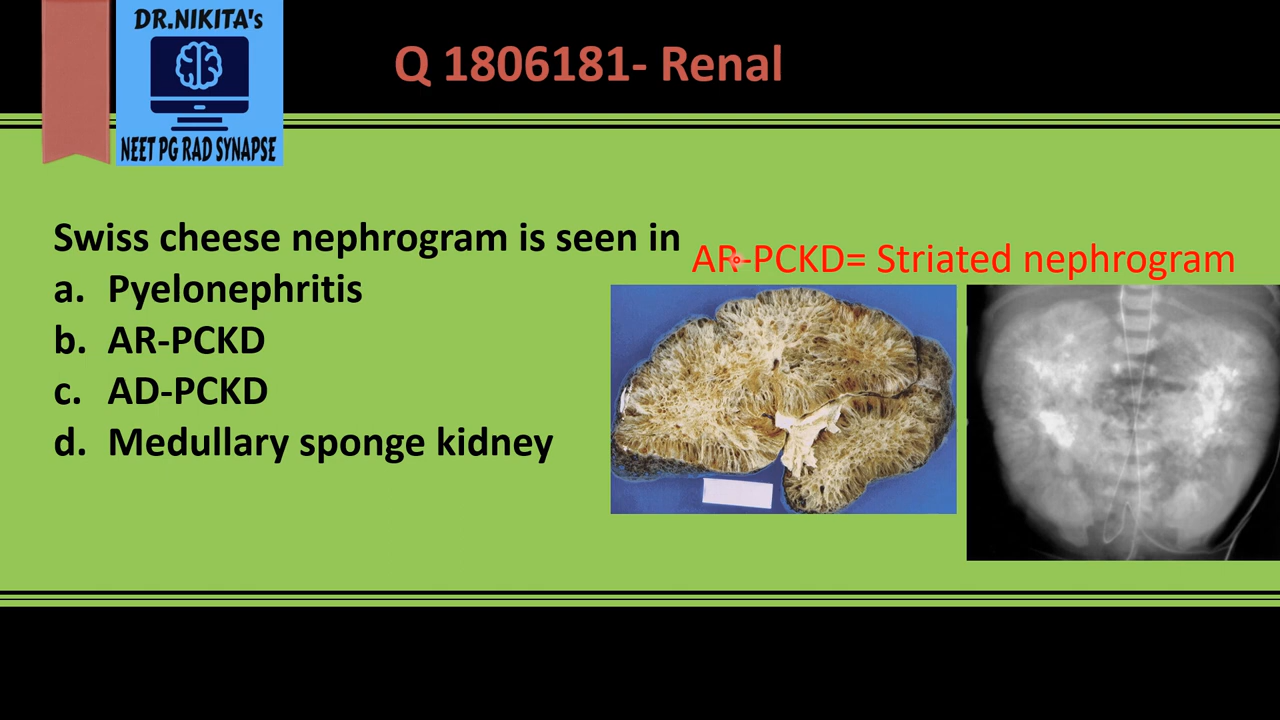 DR.NIKITA's
NEET PG RAD SYNAPSE
Q 1806181- Renal
Swiss cheese nephrogram is seen in
a. Pyelonephritis
b. AR-PCKD
c. AD-PCKD
d. Medullary sponge kidney
AR-PCKD= Striated nephrogram